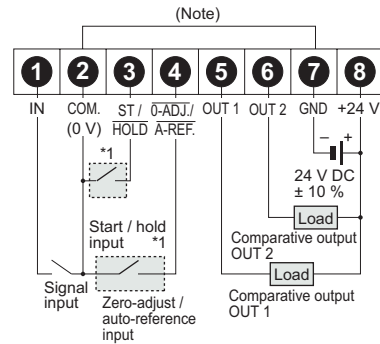 (Note)
1 2 3 4 5 6 7 8
IN COM. ST / 0-ADJ./ OUT 1 OUT 2 GND +24 V
(0 V) HOLD A-REF.
*1
– +
24 V DC
± 10 %
Load
Start / hold
input *1
Comparative output
OUT 2
Load
Signal
input
Zero-adjust /
auto-reference
input
Comparative output
OUT 1